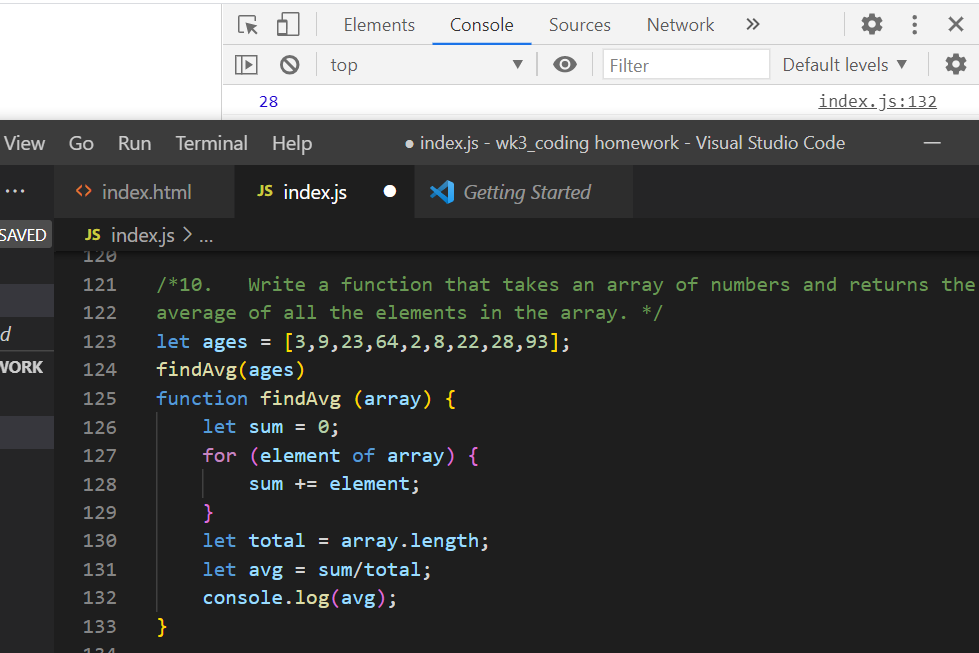 Elements Console Sources Network
top Filter Default levels
28 index.js:132
View Go Run Terminal Help ● index.js - wk3_coding homework - Visual Studio Code
... <> index.html JS index.js ● Getting Started
SAVED JS index.js > ...
120
121 /*10.   Write a function that takes an array of numbers and returns the
122 average of all the elements in the array. */
123 let ages = [3,9,23,64,2,8,22,28,93];
124 findAvg(ages)
125 function findAvg (array) {
126     let sum = 0;
127     for (element of array) {
128         sum += element;
129     }
130     let total = array.length;
131     let avg = sum/total;
132     console.log(avg);
133 }
d
WORK